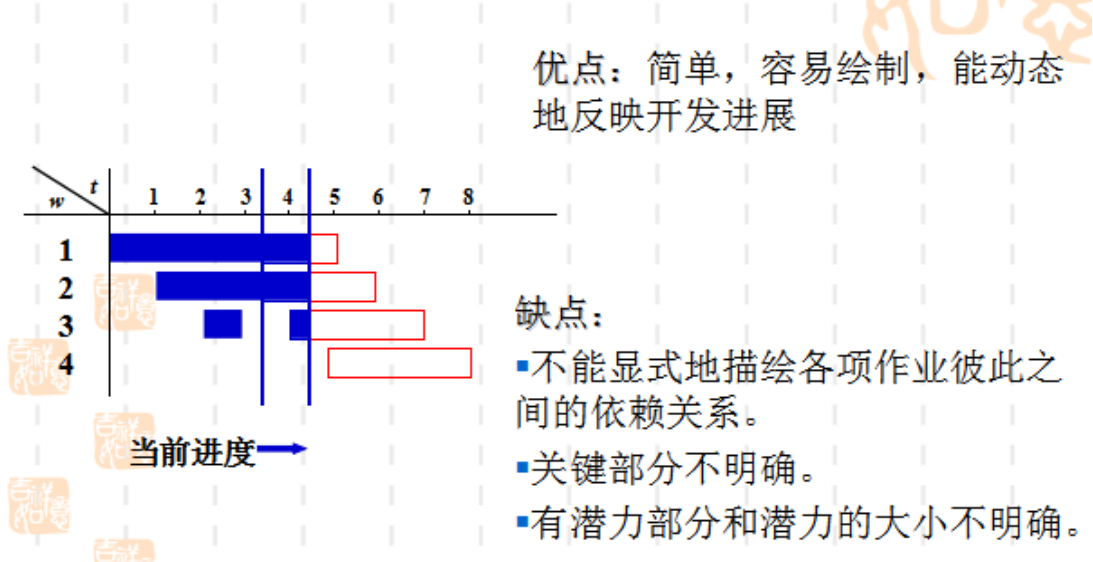 优点：简单，容易绘制，能动态
地反映开发进展
t
w
1 2 3 4 5 6 7 8
1
2
3
4
当前进度
缺点：
▪不能显式地描绘各项作业彼此之
间的依赖关系。
▪关键部分不明确。
▪有潜力部分和潜力的大小不明确。